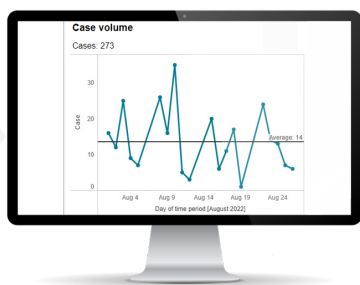 Case volume
Cases: 273
30
20
10
0
Case
Average: 14
Aug 4 Aug 9 Aug 14 Aug 19 Aug 24
Day of time period [August 2022]